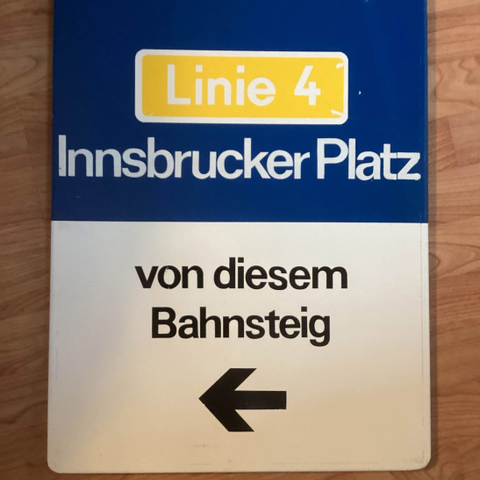 Linie 4
Innsbrucker Platz
von diesem
Bahnsteig